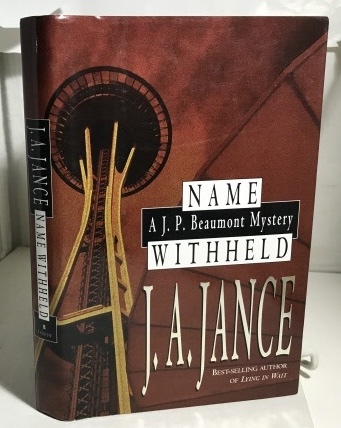 NAME
A J. P. Beaumont Mystery
WITHHELD
J. A. JANCE
BEST-SELLING AUTHOR
OF LYING IN WAIT
J.A. JANCE NAME WITHHELD